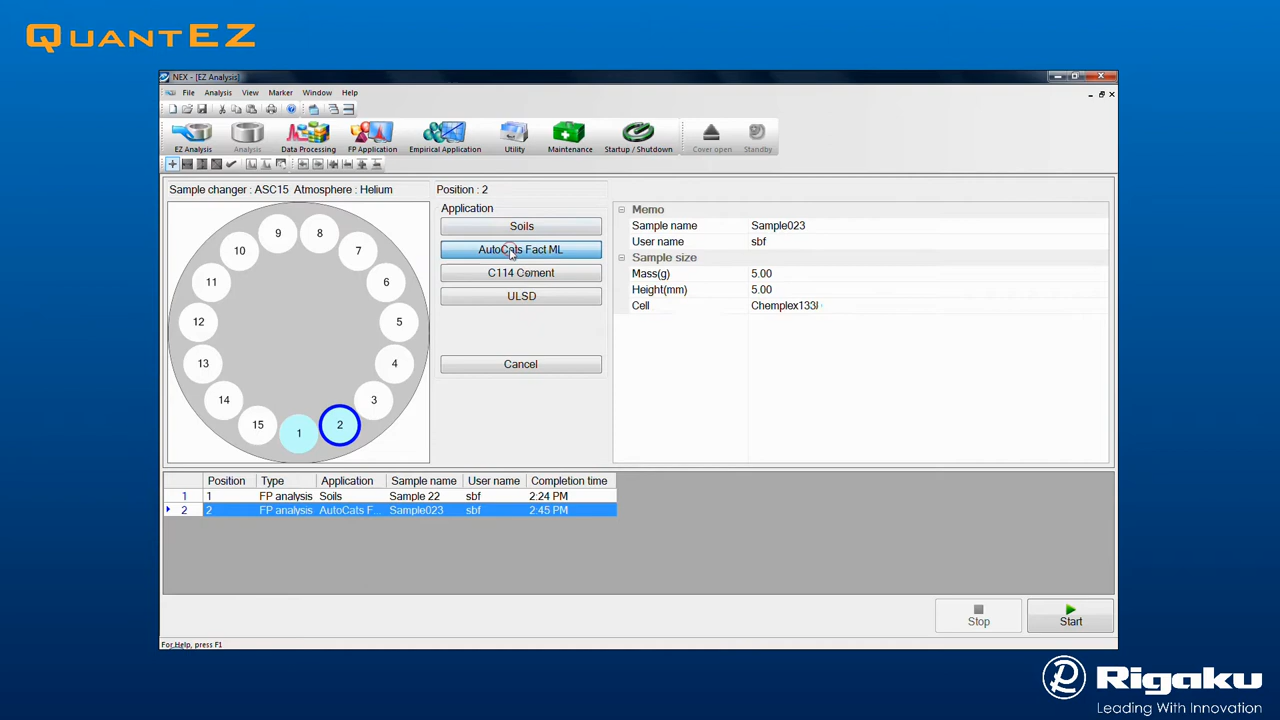 QUANTEZ
NEX - [EZ Analysis]
File Analysis View Marker Window Help
EZ Analysis Analysis Data Processing FP Application Empirical Application Utility Maintenance Startup / Shutdown Cover open Standby
Sample changer : ASC15 Atmosphere : Helium
Position : 2
Application
Soils
AutoCats Fact ML
C114 Cement
ULSD
Cancel
Memo
Sample name Sample023
User name sbf
Sample size
Mass(g) 5.00
Height(mm) 5.00
Cell Chemplex133
9 8
10 7
11 6
12 5
13 4
14 3
15 1 2
Position Type Application Sample name User name Completion time
1 1 FP analysis Soils Sample 22 sbf 2:24 PM
2 2 FP analysis AutoCats F... Sample023 sbf 2:45 PM
Stop Start
For Help, press F1
Rigaku
Leading With Innovation